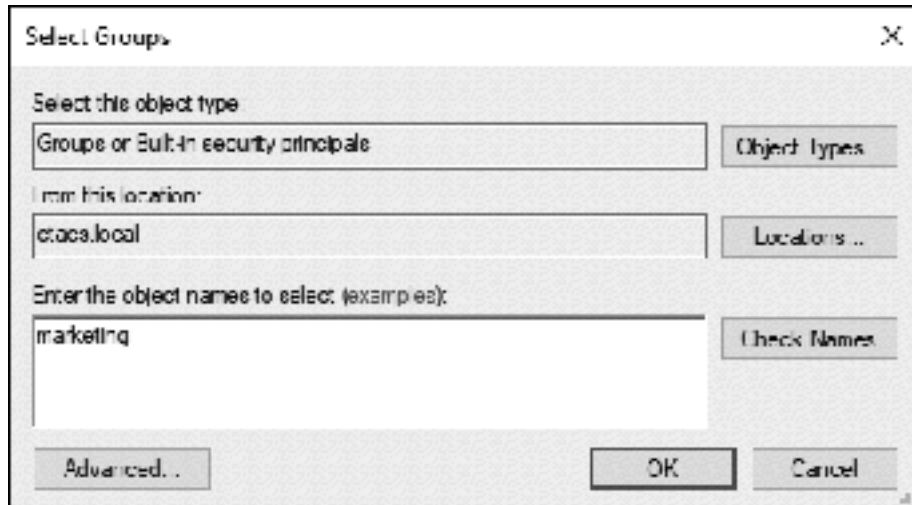 Select Groups
Select this object type:
Groups or Built-in security principals
Object Types...
From this location:
ctacs.local
Locations...
Enter the object names to select (examples):
marketing
Check Names
Advanced...
OK
Cancel